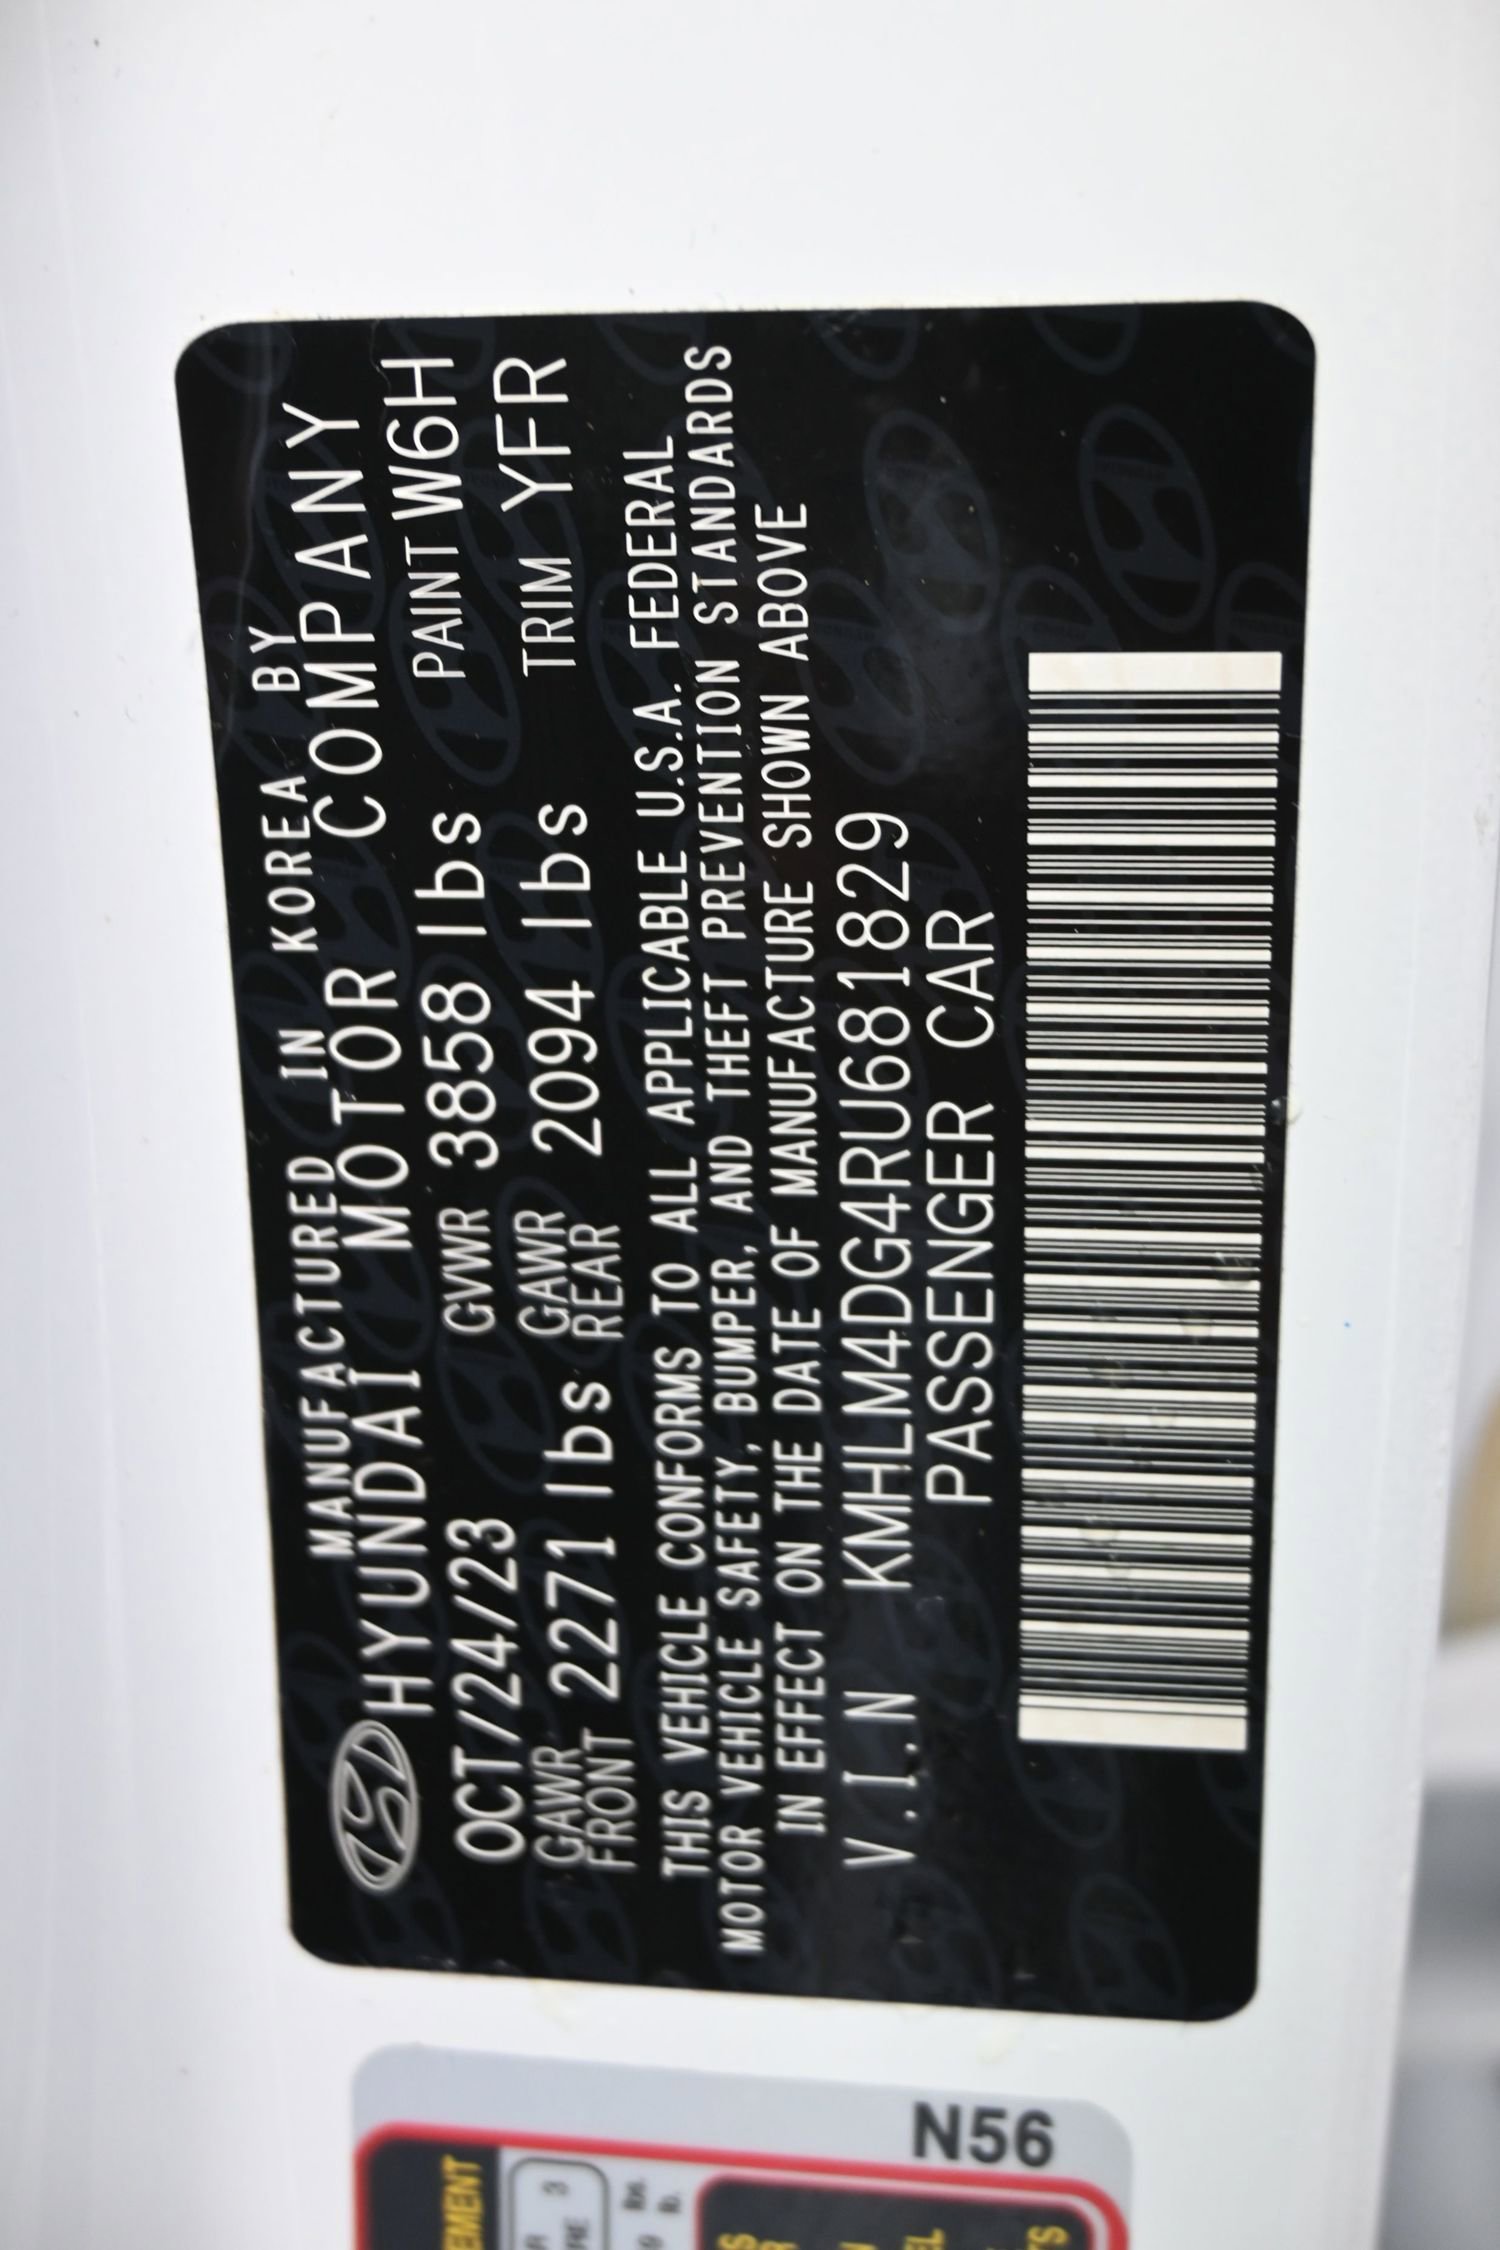 MANUFACTURED IN KOREA BY
HYUNDAI MOTOR COMPANY
OCT/24/23 GVWR 3858 lbs PAINT W6H
GAWR FRONT 2271 lbs GAWR REAR 2094 lbs TRIM YFR
THIS VEHICLE CONFORMS TO ALL APPLICABLE U.S.A. FEDERAL
MOTOR VEHICLE SAFETY, BUMPER, AND THEFT PREVENTION STANDARDS
IN EFFECT ON THE DATE OF MANUFACTURE SHOWN ABOVE
V.I.N KMHLM4DG4RU681829
PASSENGER CAR
N56